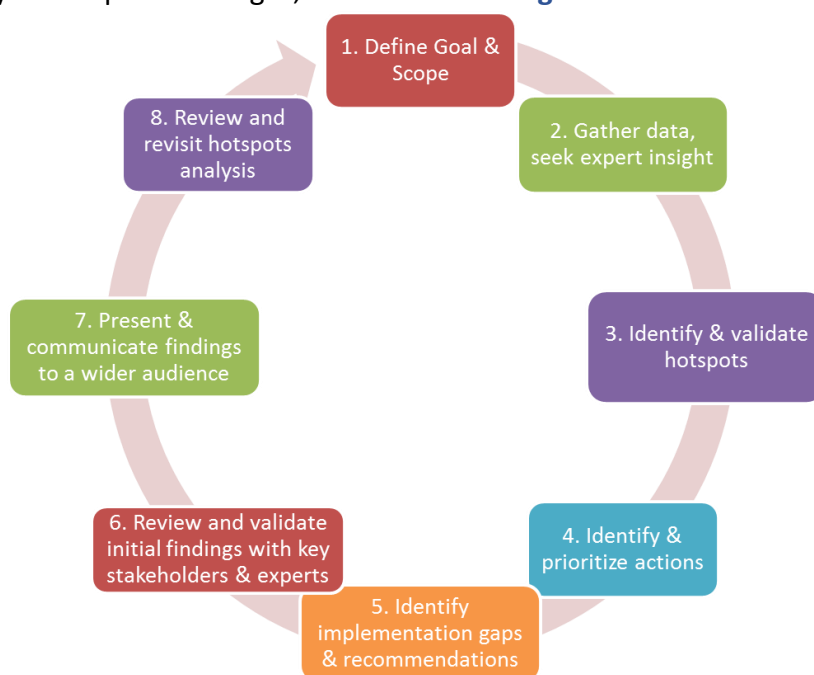 1. Define Goal &
Scope
2. Gather data,
seek expert insight
3. Identify & validate
hotspots
4. Identify &
prioritize actions
5. Identify
implementation gaps
& recommendations
6. Review and validate
initial findings with key
stakeholders & experts
7. Present &
communicate findings
to a wider audience
8. Review and
revisit hotspots
analysis